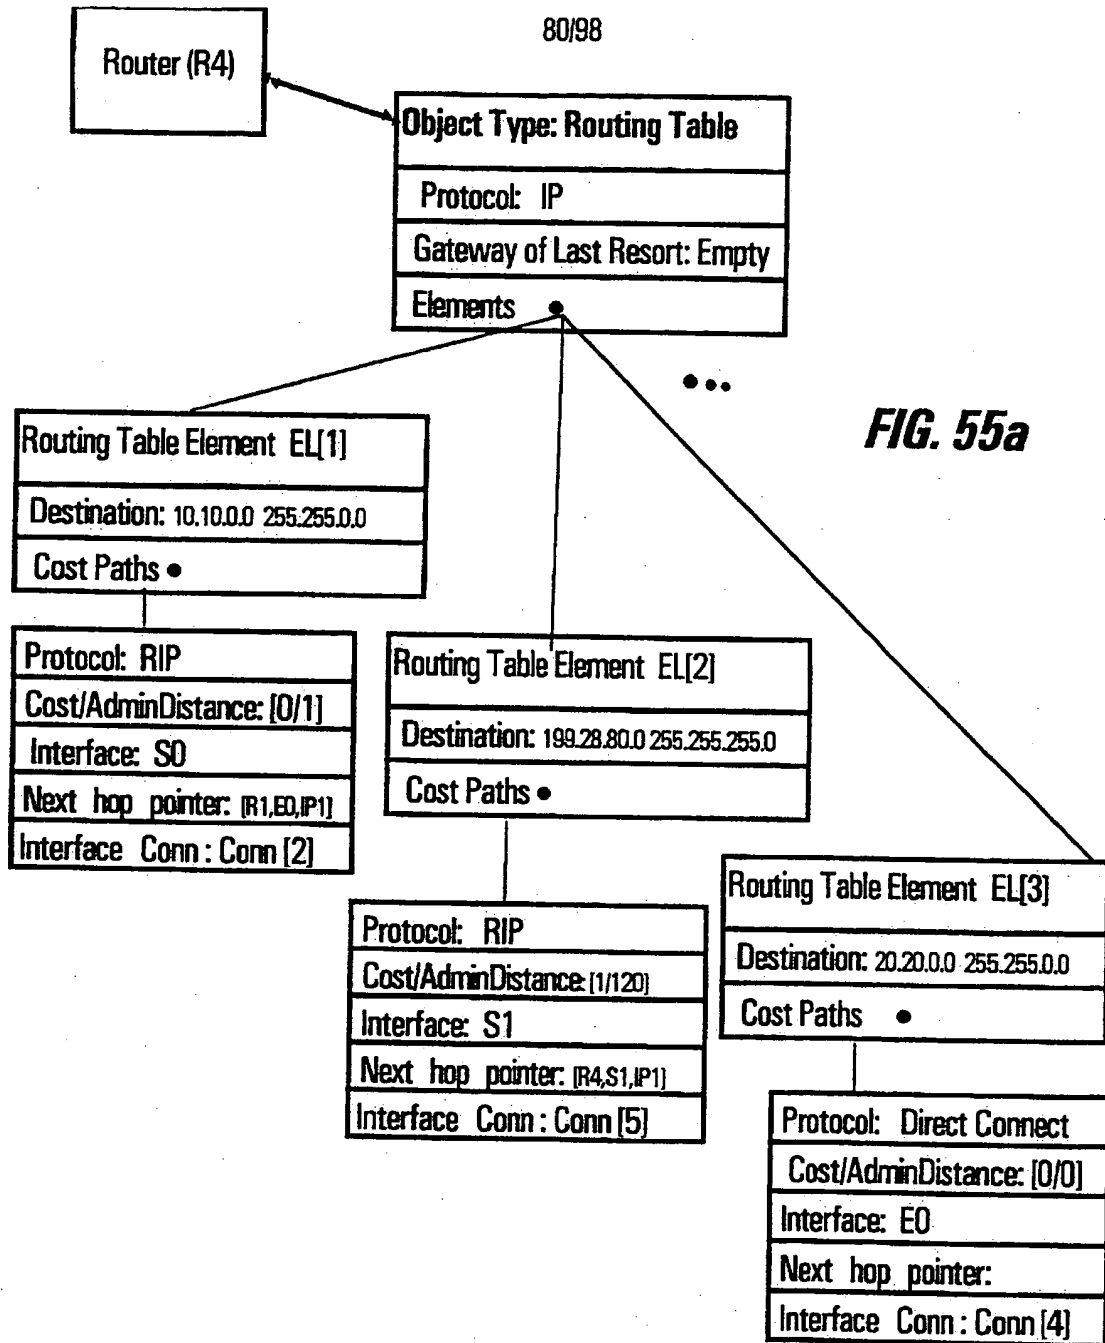 80/98
Router (R4)
Object Type: Routing Table
Protocol: IP
Gateway of Last Resort: Empty
Elements
FIG. 55a
Routing Table Element EL[1]
Destination: 10.10.0.0 255.255.0.0
Cost Paths
Protocol: RIP
Cost/AdminDistance: [0/1]
Interface: S0
Next hop pointer: [R1,E0,IP1]
Interface Conn : Conn [2]
Routing Table Element EL[2]
Destination: 199.28.80.0 255.255.255.0
Cost Paths
Protocol: RIP
Cost/AdminDistance: [1/120]
Interface: S1
Next hop pointer: [R4,S1,IP1]
Interface Conn : Conn [5]
Routing Table Element EL[3]
Destination: 20.20.0.0 255.255.0.0
Cost Paths
Protocol: Direct Connect
Cost/AdminDistance: [0/0]
Interface: E0
Next hop pointer:
Interface Conn : Conn [4]